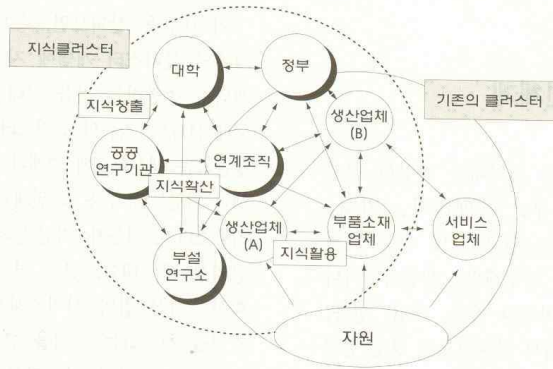 지식클러스터
대학
정부
기존의 클러스터
지식창출
생산업체
(B)
공공
연구기관
연계조직
지식확산
생산업체
(A)
부품소재
업체
서비스
업체
지식활용
부설
연구소
자원